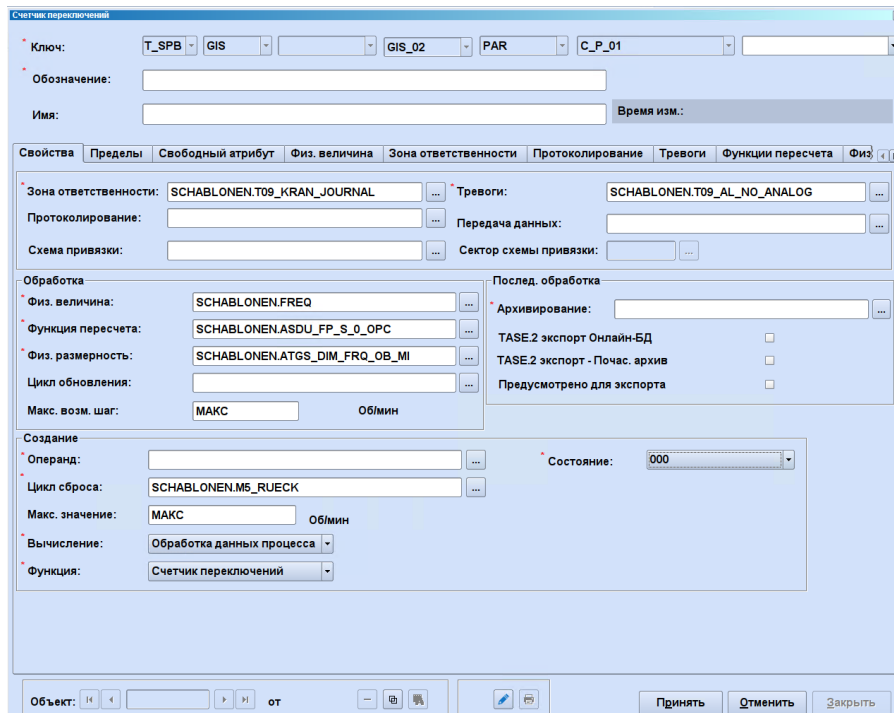 Счетчик переключений
* Ключ: T_SPB GIS GIS_02 PAR C_P_01
* Обозначение:
Имя: Время изм.:
Свойства Пределы Свободный атрибут Физ. величина Зона ответственности Протоколирование Тревоги Функции пересчета Физ
* Зона ответственности: SCHABLONEN.T09_KRAN_JOURNAL ... * Тревоги: SCHABLONEN.T09_AL_NO_ANALOG ...
Протоколирование: ... Передача данных: ...
Схема привязки: ... Сектор схемы привязки: ...
Обработка Послед. обработка
* Физ. величина: SCHABLONEN.FREQ ... * Архивирование: ...
* Функция пересчета: SCHABLONEN.ASDU_FP_S_0_OPC ... TASE.2 экспорт Онлайн-БД
* Физ. размерность: SCHABLONEN.ATGS_DIM_FRQ_OB_MI ... TASE.2 экспорт - Почас. архив
Цикл обновления: ... Предусмотрено для экспорта
Макс. возм. шаг: МАКС Об/мин
Создание
* Операнд: ... * Состояние: 000
* Цикл сброса: SCHABLONEN.M5_RUECK ...
Макс. значение: МАКС Об/мин
* Вычисление: Обработка данных процесса
* Функция: Счетчик переключений
Объект: от Принять Отменить Закрыть